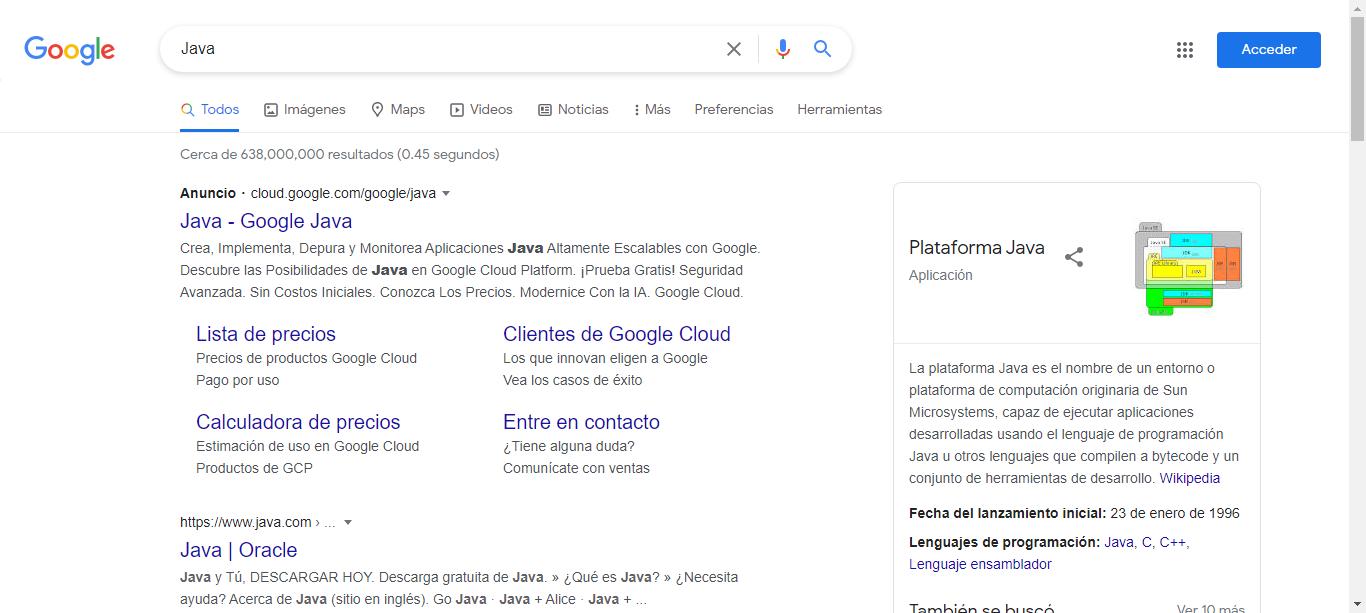 Google
Java
Acceder
Todos
Imágenes
Maps
Videos
Noticias
Más
Preferencias
Herramientas
Cerca de 638,000,000 resultados (0.45 segundos)
Anuncio · cloud.google.com/google/java
Java - Google Java
Crea, Implementa, Depura y Monitorea Aplicaciones Java Altamente Escalables con Google.
Descubre las Posibilidades de Java en Google Cloud Platform. ¡Prueba Gratis! Seguridad
Avanzada. Sin Costos Iniciales. Conozca Los Precios. Modernice Con la IA. Google Cloud.
Lista de precios
Precios de productos Google Cloud
Pago por uso
Clientes de Google Cloud
Los que innovan eligen a Google
Vea los casos de éxito
Calculadora de precios
Estimación de uso en Google Cloud
Productos de GCP
Entre en contacto
¿Tiene alguna duda?
Comunícate con ventas
https://www.java.com › ...
Java | Oracle
Java y Tú, DESCARGAR HOY. Descarga gratuita de Java. » ¿Qué es Java? » ¿Necesita
ayuda? Acerca de Java (sitio en inglés). Go Java · Java + Alice · Java + ...
Plataforma Java
Aplicación
La plataforma Java es el nombre de un entorno o
plataforma de computación originaria de Sun
Microsystems, capaz de ejecutar aplicaciones
desarrolladas usando el lenguaje de programación
Java u otros lenguajes que compilen a bytecode y un
conjunto de herramientas de desarrollo. Wikipedia
Fecha del lanzamiento inicial: 23 de enero de 1996
Lenguajes de programación: Java, C, C++,
Lenguaje ensamblador
También se buscó
Ver 10 más